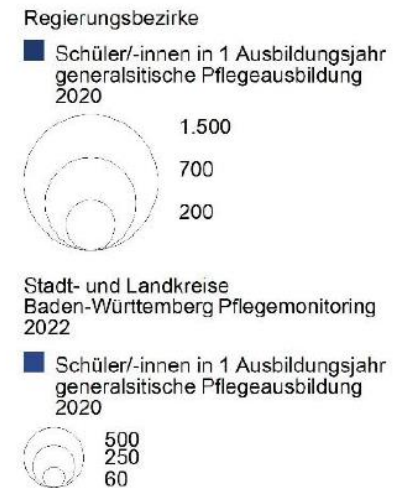 Regierungsbezirke
Schüler/-innen in 1 Ausbildungsjahr
generalsitische Pflegeausbildung
2020
1.500
700
200
Stadt- und Landkreise
Baden-Württemberg Pflegemonitoring
2022
Schüler/-innen in 1 Ausbildungsjahr
generalsitische Pflegeausbildung
2020
500
250
60